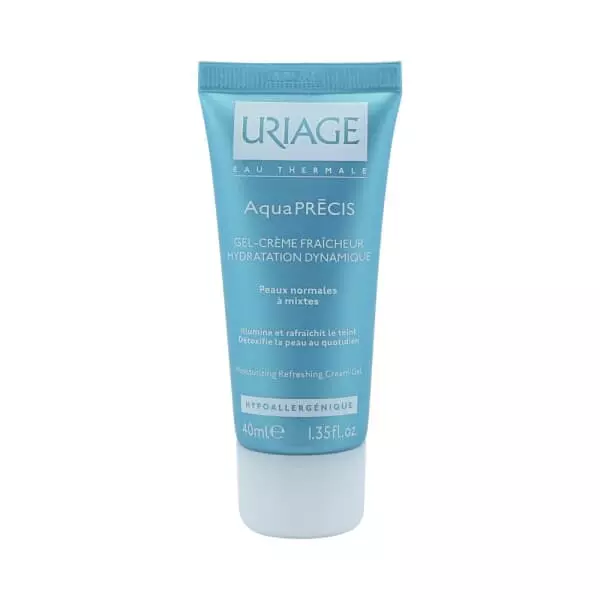 URIAGE
EAU THERMALE
AquaPRĒCIS
GEL-CRÈME FRAÎCHEUR
HYDRATATION DYNAMIQUE
Peaux normales
à mixtes
Illumine et rafraîchit le teint
Détoxifie la peau au quotidien
Moisturizing Refreshing Cream-Gel
HYPOALLERGÉNIQUE
40ml℮ 1.35fl.oz.